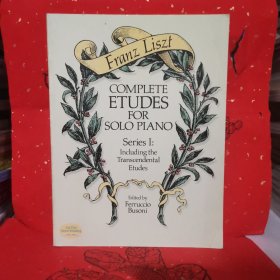 Franz Liszt
COMPLETE
ETUDES
FOR
SOLO PIANO
Series I:
Including the
Transcendental
Etudes
Edited by
Ferruccio
Busoni